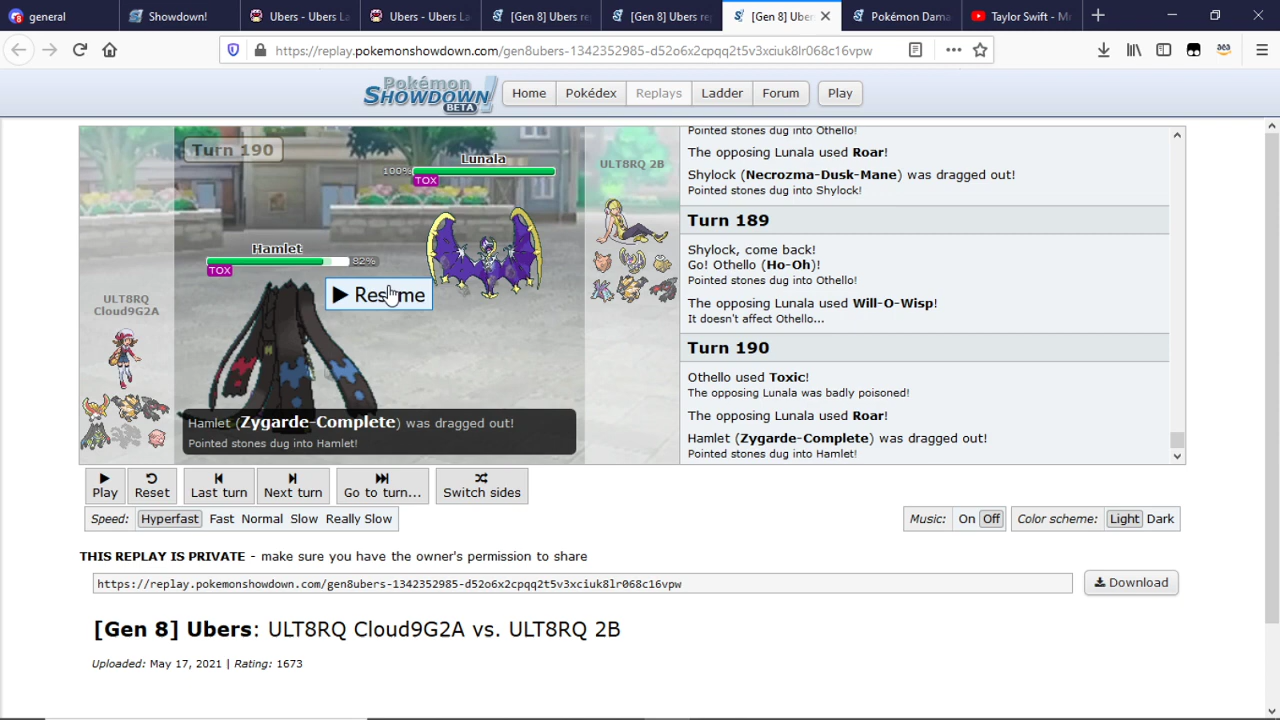 general
Showdown!
Ubers - Ubers La
Ubers - Ubers La
[Gen 8] Ubers re
[Gen 8] Ubers re
[Gen 8] Uber
Pokémon Dama
Taylor Swift - Mr
https://replay.pokemonshowdown.com/gen8ubers-1342352985-d52o6x2cpqq2t5v3xciuk8lr068c16vpw
Pokémon
SHOWDOWN!
BETA
Home
Pokédex
Replays
Ladder
Forum
Play
Turn 190
Lunala
100%
TOX
Hamlet
82%
TOX
Resume
ULT8RQ
Cloud9G2A
ULT8RQ 2B
Hamlet (Zygarde-Complete) was dragged out!
Pointed stones dug into Hamlet!
Pointed stones dug into Othello!
The opposing Lunala used Roar!
Shylock (Necrozma-Dusk-Mane) was dragged out!
Pointed stones dug into Shylock!
Turn 189
Shylock, come back!
Go! Othello (Ho-Oh)!
Pointed stones dug into Othello!
The opposing Lunala used Will-O-Wisp!
It doesn't affect Othello...
Turn 190
Othello used Toxic!
The opposing Lunala was badly poisoned!
The opposing Lunala used Roar!
Hamlet (Zygarde-Complete) was dragged out!
Pointed stones dug into Hamlet!
Play
Reset
Last turn
Next turn
Go to turn...
Switch sides
Speed: Hyperfast Fast Normal Slow Really Slow
Music: On Off
Color scheme: Light Dark
THIS REPLAY IS PRIVATE - make sure you have the owner's permission to share
https://replay.pokemonshowdown.com/gen8ubers-1342352985-d52o6x2cpqq2t5v3xciuk8lr068c16vpw
Download
[Gen 8] Ubers: ULT8RQ Cloud9G2A vs. ULT8RQ 2B
Uploaded: May 17, 2021 | Rating: 1673